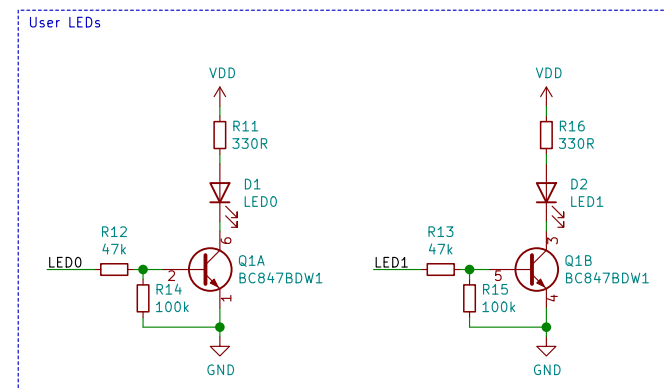 User LEDs
VDD
R11
330R
D1
LED0
6
R12
47k
LED0
2
Q1A
BC847BDW1
R14
100k
1
GND
VDD
R16
330R
D2
LED1
3
R13
47k
LED1
5
Q1B
BC847BDW1
R15
100k
4
GND